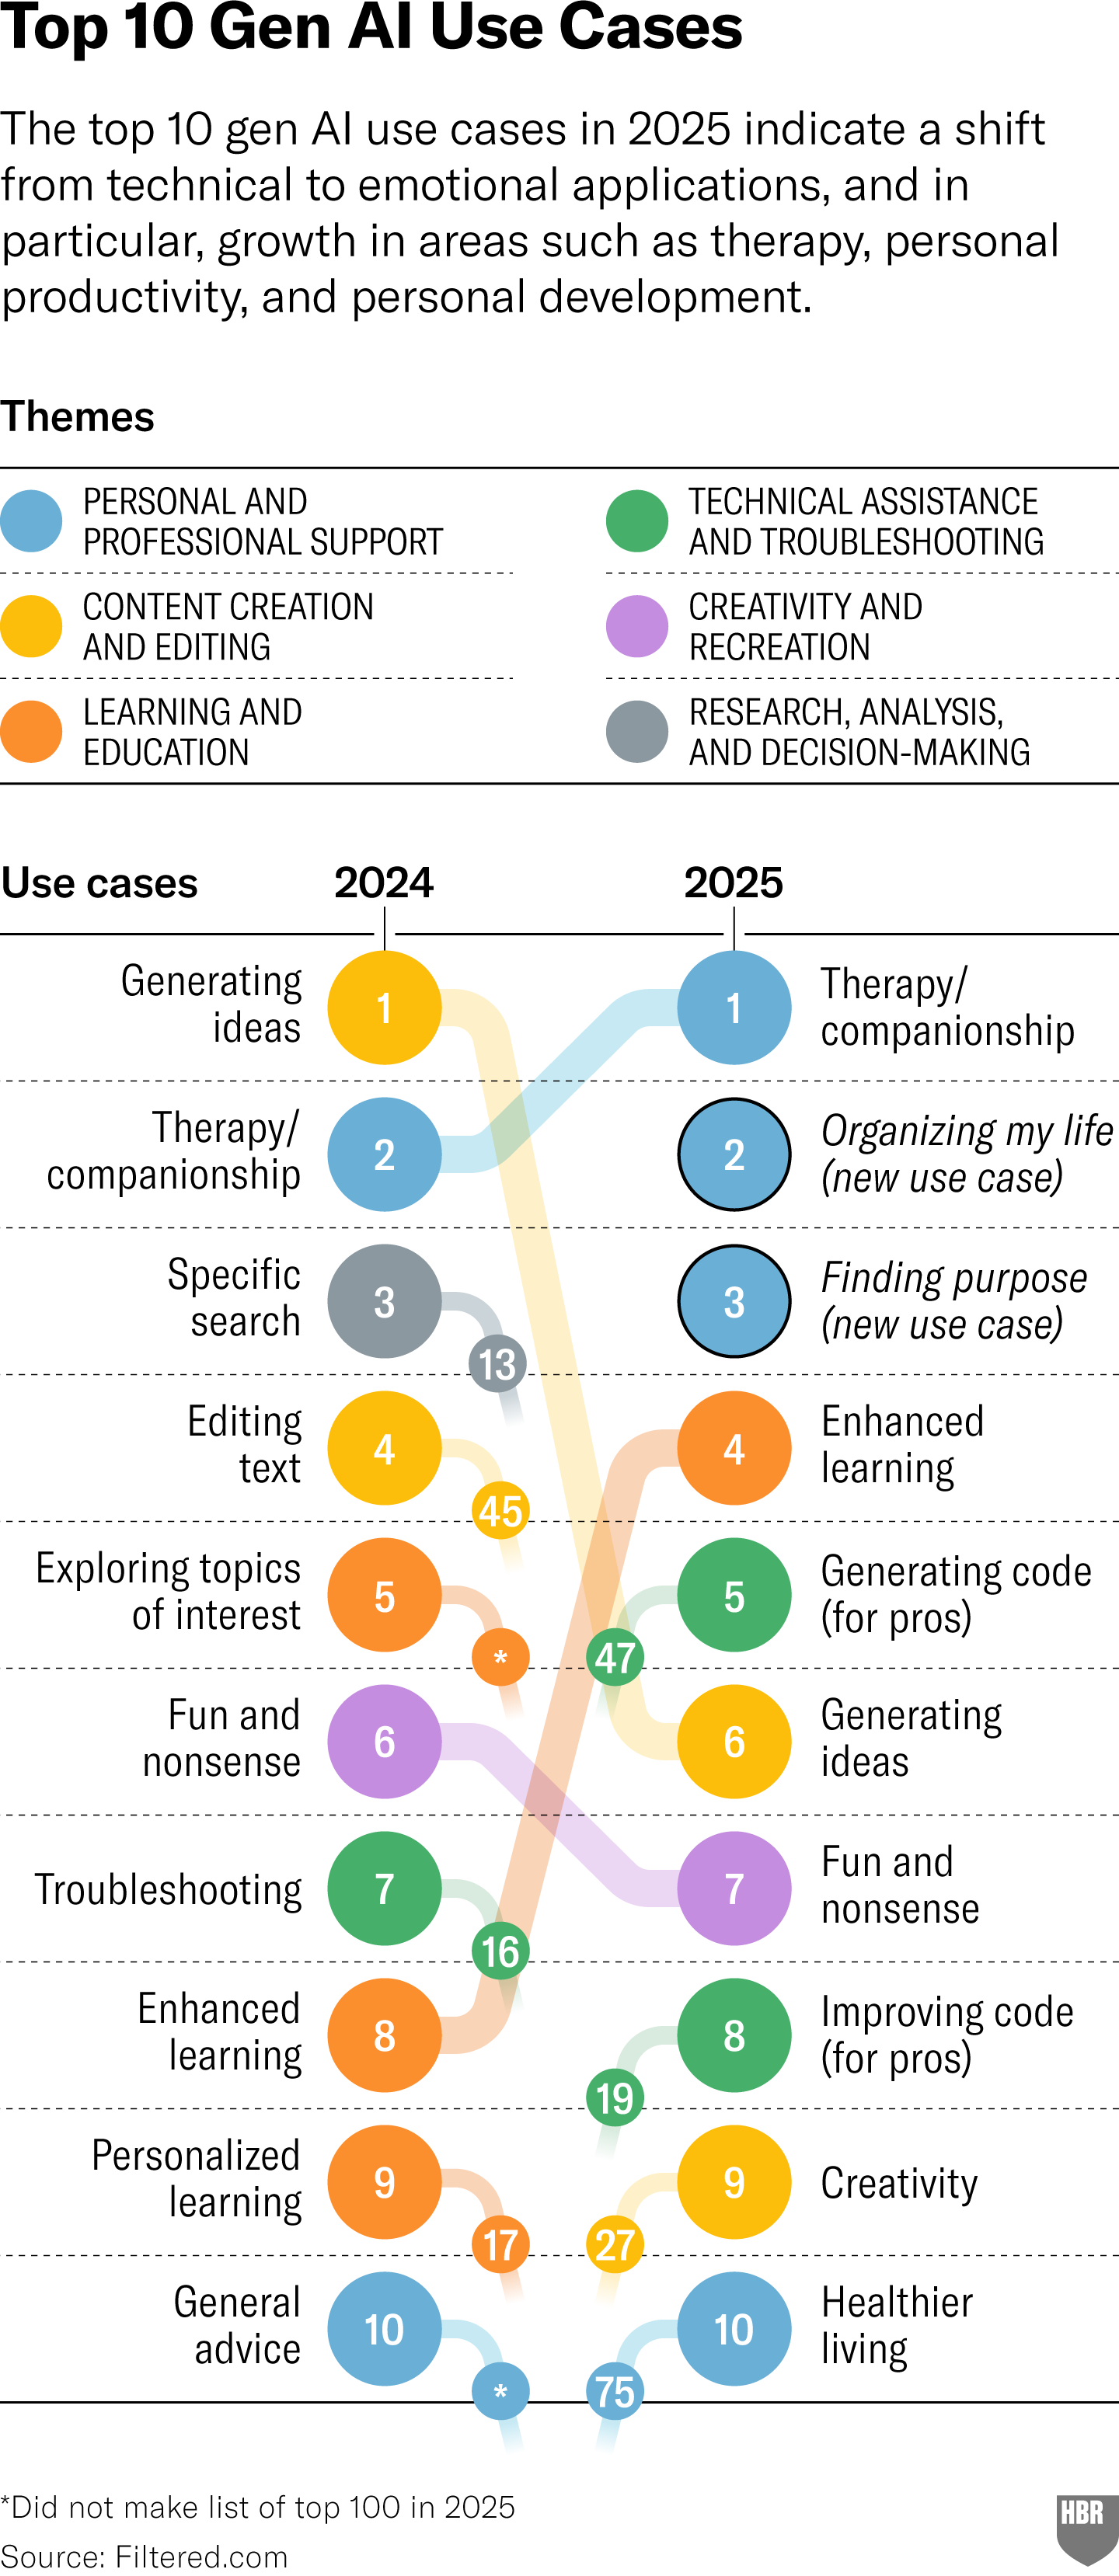 Top 10 Gen AI Use Cases
The top 10 gen AI use cases in 2025 indicate a shift
from technical to emotional applications, and in
particular, growth in areas such as therapy, personal
productivity, and personal development.
Themes
PERSONAL AND
PROFESSIONAL SUPPORT
TECHNICAL ASSISTANCE
AND TROUBLESHOOTING
CONTENT CREATION
AND EDITING
CREATIVITY AND
RECREATION
LEARNING AND
EDUCATION
RESEARCH, ANALYSIS,
AND DECISION-MAKING
Use cases 2024 2025
Generating
ideas
1
1
Therapy/
companionship
Therapy/
companionship
2
2
Organizing my life
(new use case)
Specific
search
3
13
3
Finding purpose
(new use case)
Editing
text
4
45
4
Enhanced
learning
Exploring topics
of interest
5
*
47
5
Generating code
(for pros)
Fun and
nonsense
6
6
Generating
ideas
Troubleshooting
7
16
7
Fun and
nonsense
Enhanced
learning
8
19
8
Improving code
(for pros)
Personalized
learning
9
17
27
9
Creativity
General
advice
10
*
75
10
Healthier
living
*Did not make list of top 100 in 2025
Source: Filtered.com
HBR